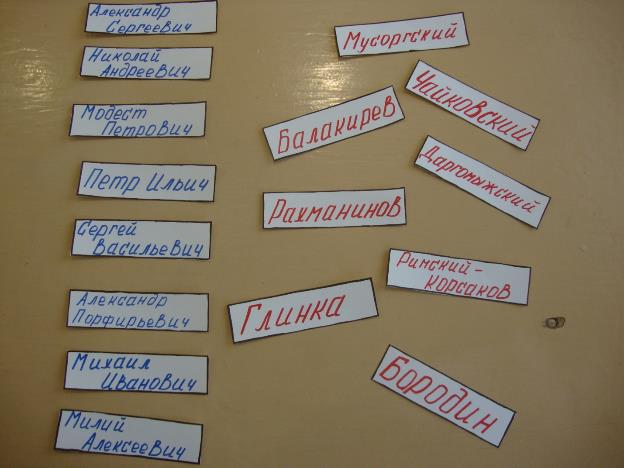 Александр
Сергеевич
Николай
Андреевич
Модест
Петрович
Петр Ильич
Сергей
Васильевич
Александр
Порфирьевич
Михаил
Иванович
Милий
Алексеевич
Мусоргский
Чайковский
Балакирев
Даргомыжский
Рахманинов
Римский-
Корсаков
Глинка
Бородин